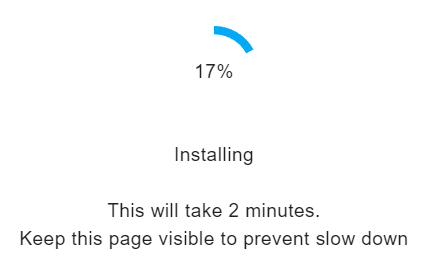 17%
Installing
This will take 2 minutes.
Keep this page visible to prevent slow down